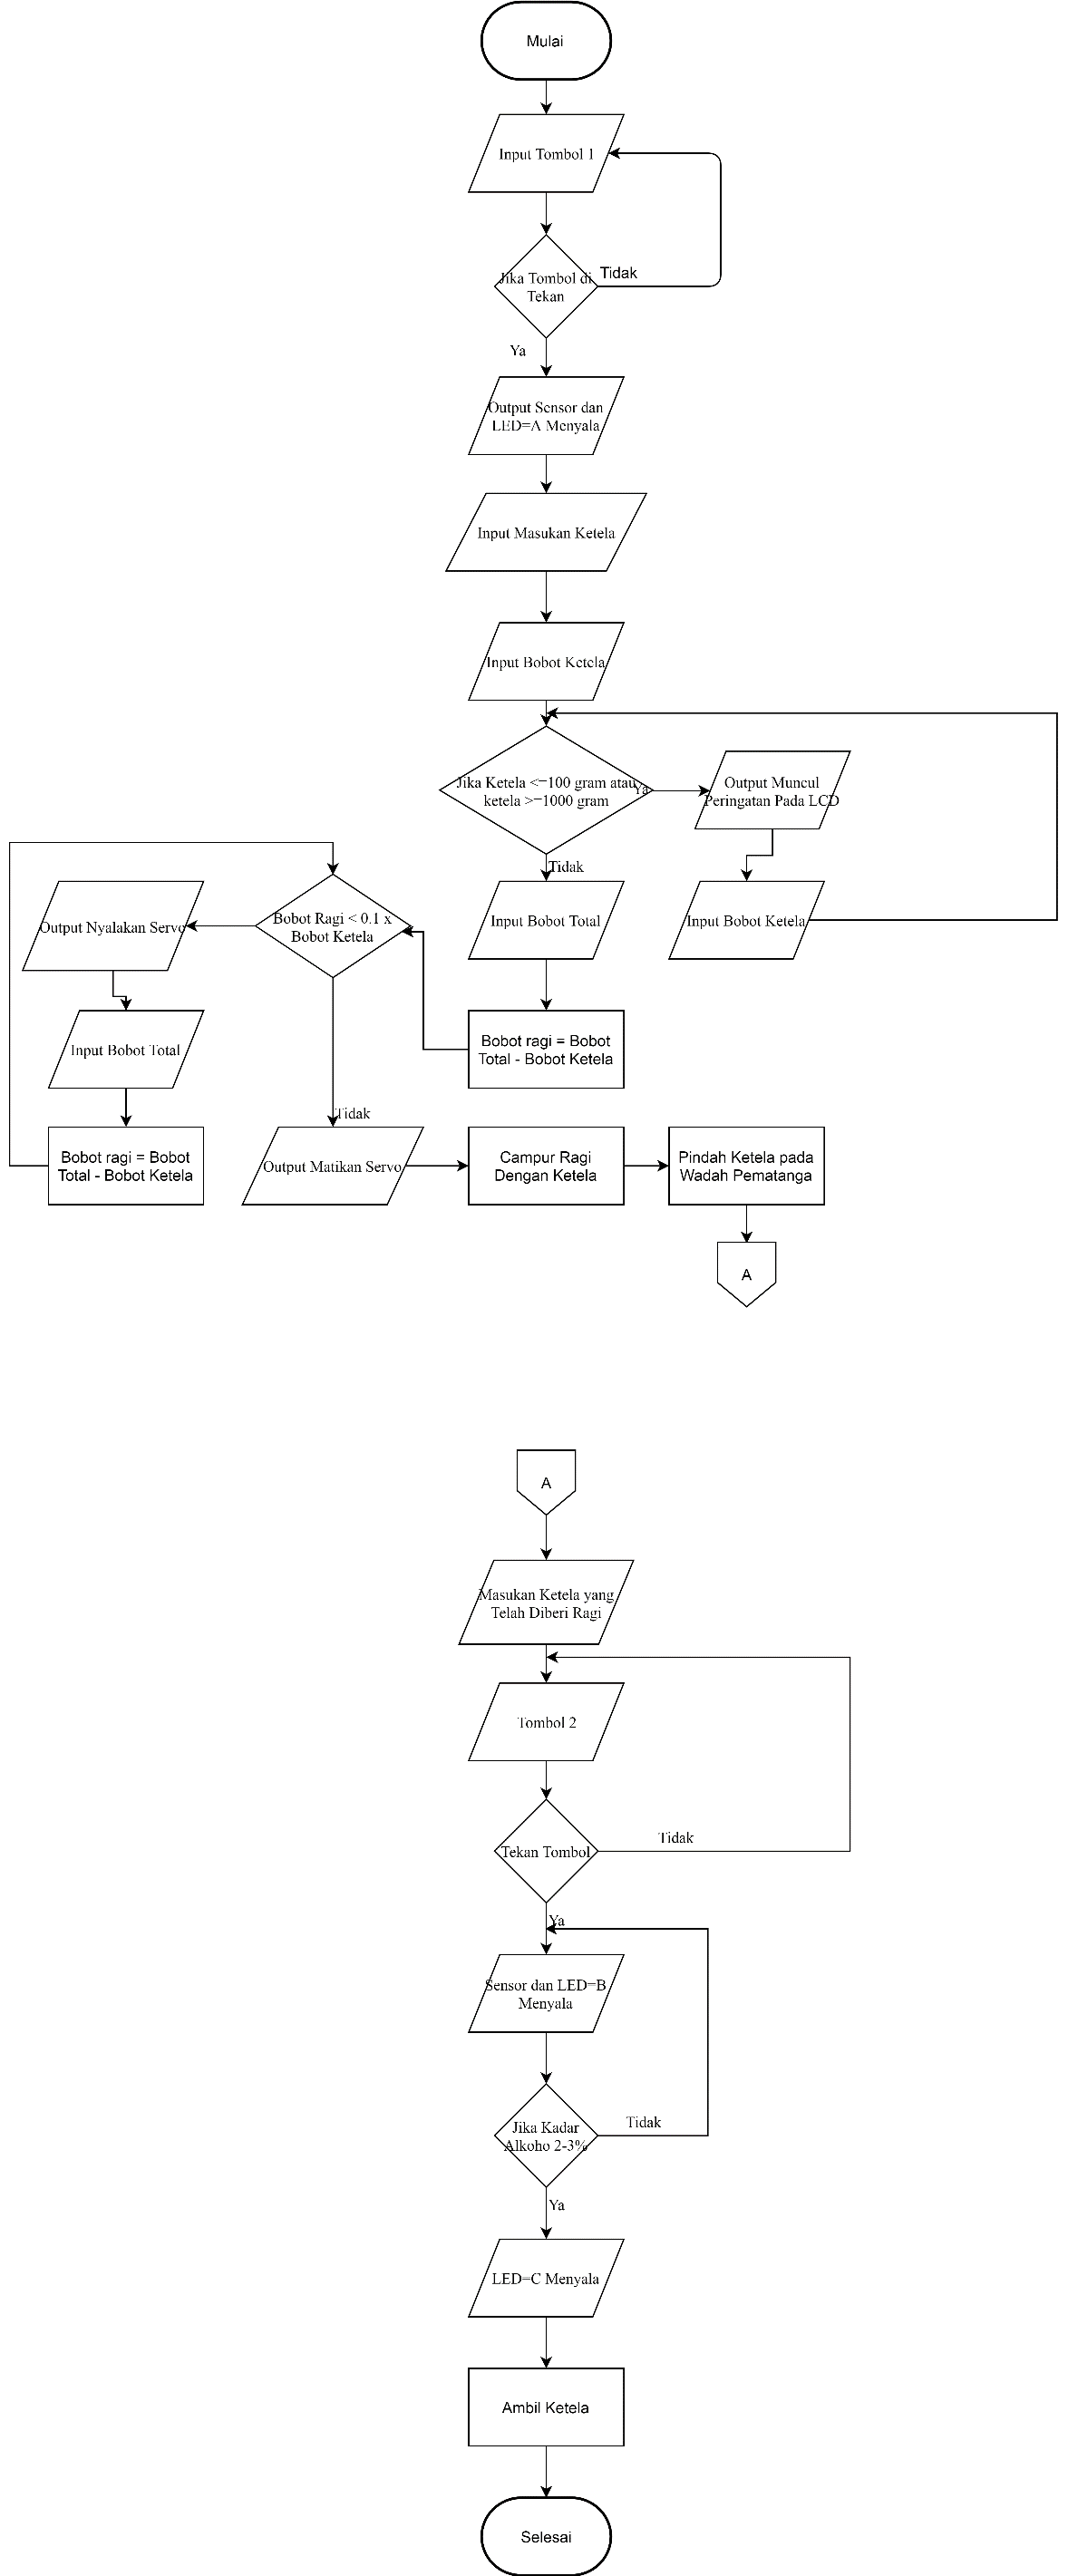 Mulai
Input Tombol 1
Jika Tombol di
Tekan
Tidak
Ya
Output Sensor dan
LED=A Menyala
Input Masukan Ketela
Input Bobot Ketela
Jika Ketela <=100 gram atau
ketela >=1000 gram
Ya
Output Muncul
Peringatan Pada LCD
Tidak
Input Bobot Total
Input Bobot Ketela
Bobot ragi = Bobot
Total - Bobot Ketela
Bobot Ragi < 0.1 x
Bobot Ketela
Output Nyalakan Servo
Input Bobot Total
Bobot ragi = Bobot
Total - Bobot Ketela
Tidak
Output Matikan Servo
Campur Ragi
Dengan Ketela
Pindah Ketela pada
Wadah Pematanga
A
A
Masukan Ketela yang
Telah Diberi Ragi
Tombol 2
Tekan Tombol
Tidak
Ya
Sensor dan LED=B
Menyala
Jika Kadar
Alkoho 2-3%
Tidak
Ya
LED=C Menyala
Ambil Ketela
Selesai